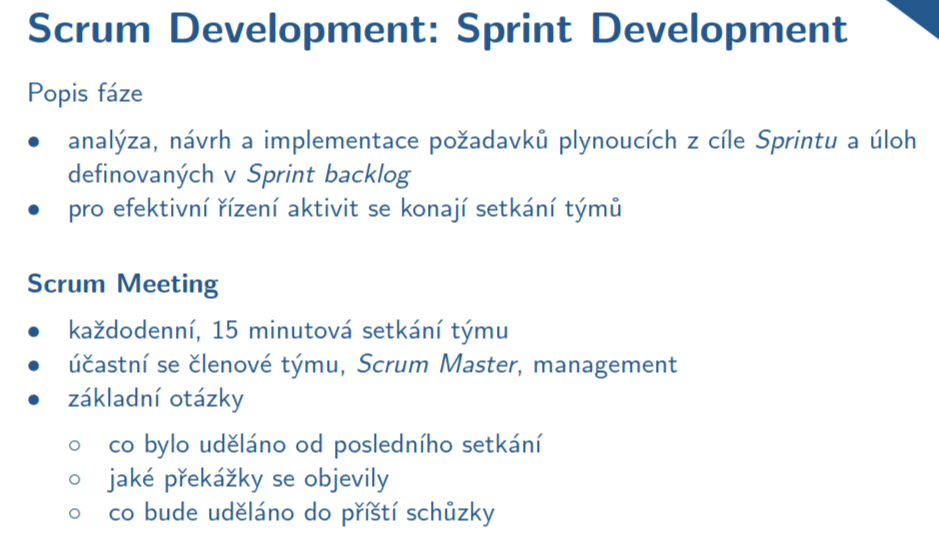 Scrum Development: Sprint Development
Popis fáze
● analýza, návrh a implementace požadavků plynoucích z cíle Sprintu a úloh
definovaných v Sprint backlog
● pro efektivní řízení aktivit se konají setkání týmů
Scrum Meeting
● každodenní, 15 minutová setkání týmu
● účastní se členové týmu, Scrum Master, management
● základní otázky
○ co bylo uděláno od posledního setkání
○ jaké překážky se objevily
○ co bude uděláno do příští schůzky